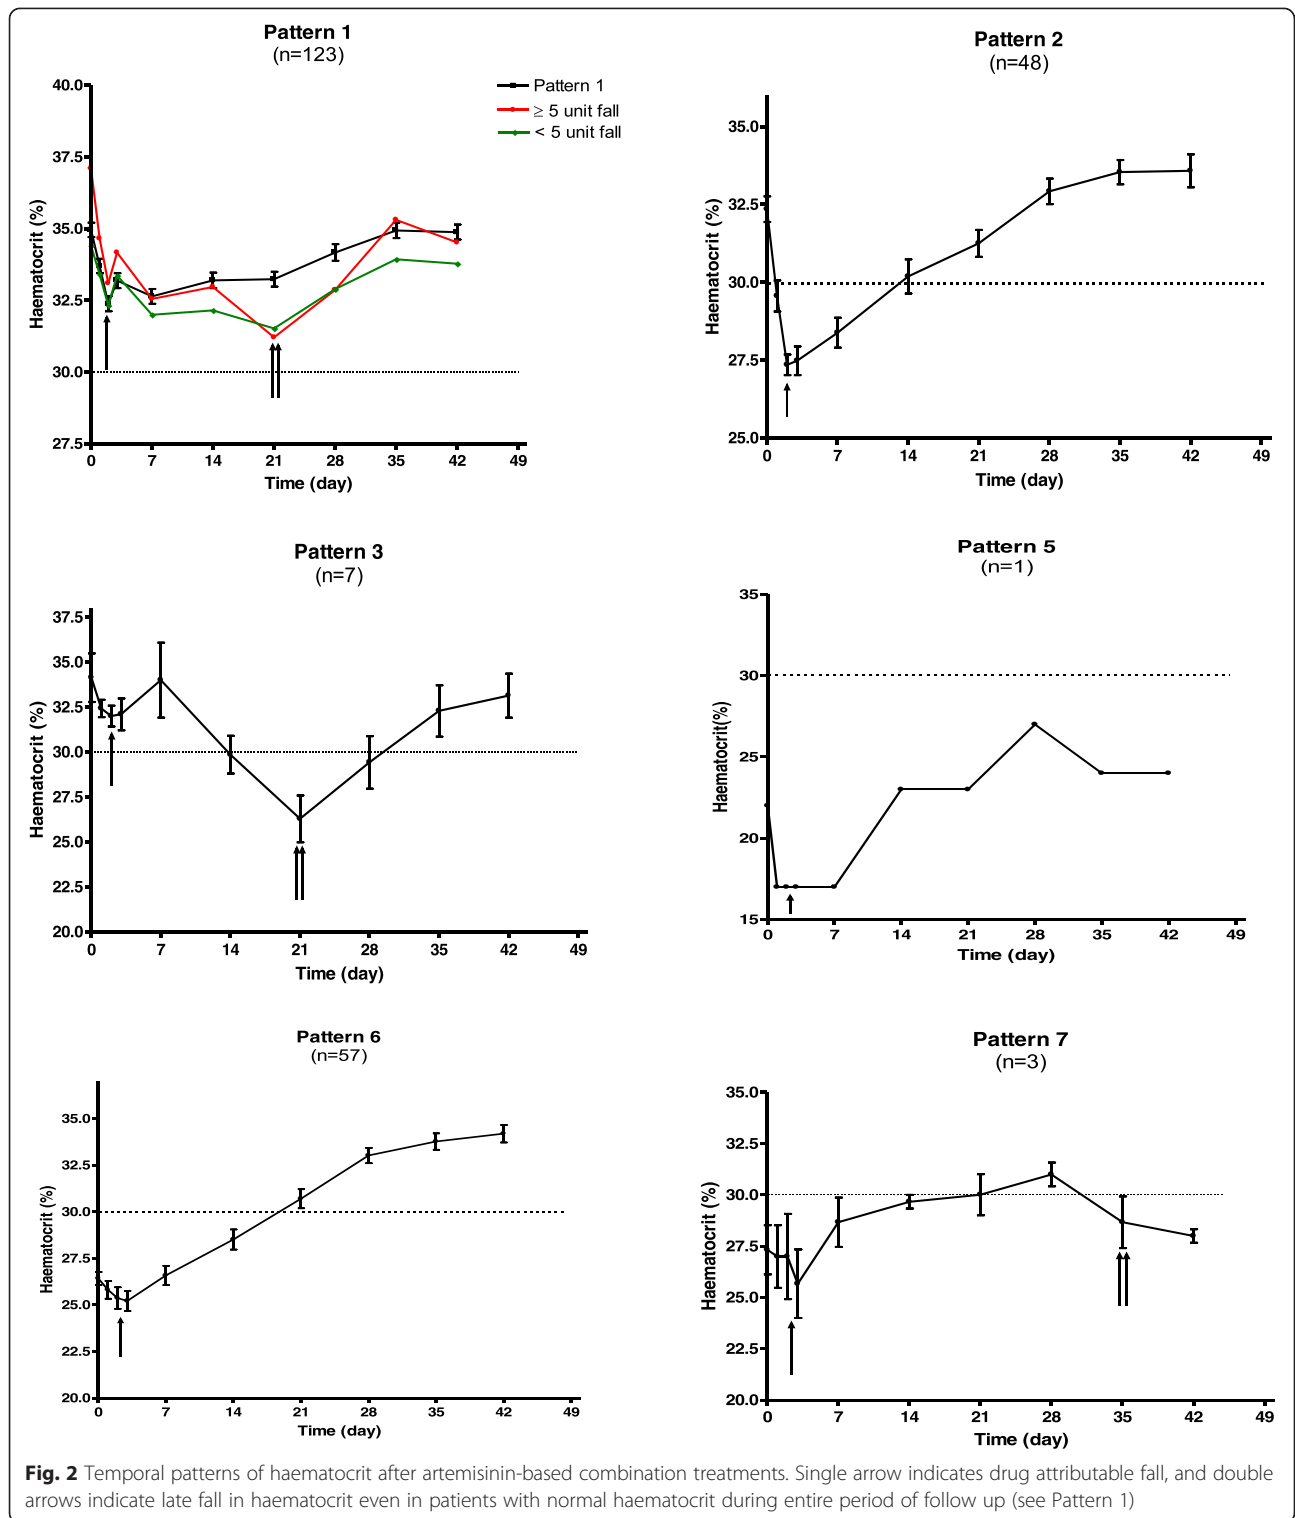 Pattern 1
(n=123)
Pattern 1
≥ 5 unit fall
< 5 unit fall
40.0
37.5
35.0
32.5
30.0
27.5
Haematocrit (%)
0 7 14 21 28 35 42 49
Time (day)
Pattern 2
(n=48)
35.0
32.5
30.0
27.5
25.0
Haematocrit (%)
0 7 14 21 28 35 42 49
Time (day)
Pattern 3
(n=7)
37.5
35.0
32.5
30.0
27.5
25.0
22.5
20.0
Haematocrit (%)
0 7 14 21 28 35 42 49
Time (day)
Pattern 5
(n=1)
35
30
25
20
15
Haematocrit(%)
0 7 14 21 28 35 42 49
Time (day)
Pattern 6
(n=57)
35.0
32.5
30.0
27.5
25.0
22.5
20.0
Haematocrit (%)
0 7 14 21 28 35 42 49
Time (day)
Pattern 7
(n=3)
35.0
32.5
30.0
27.5
25.0
22.5
20.0
Haematocrit (%)
0 7 14 21 28 35 42 49
Time (day)
Fig. 2 Temporal patterns of haematocrit after artemisinin-based combination treatments. Single arrow indicates drug attributable fall, and double
arrows indicate late fall in haematocrit even in patients with normal haematocrit during entire period of follow up (see Pattern 1)